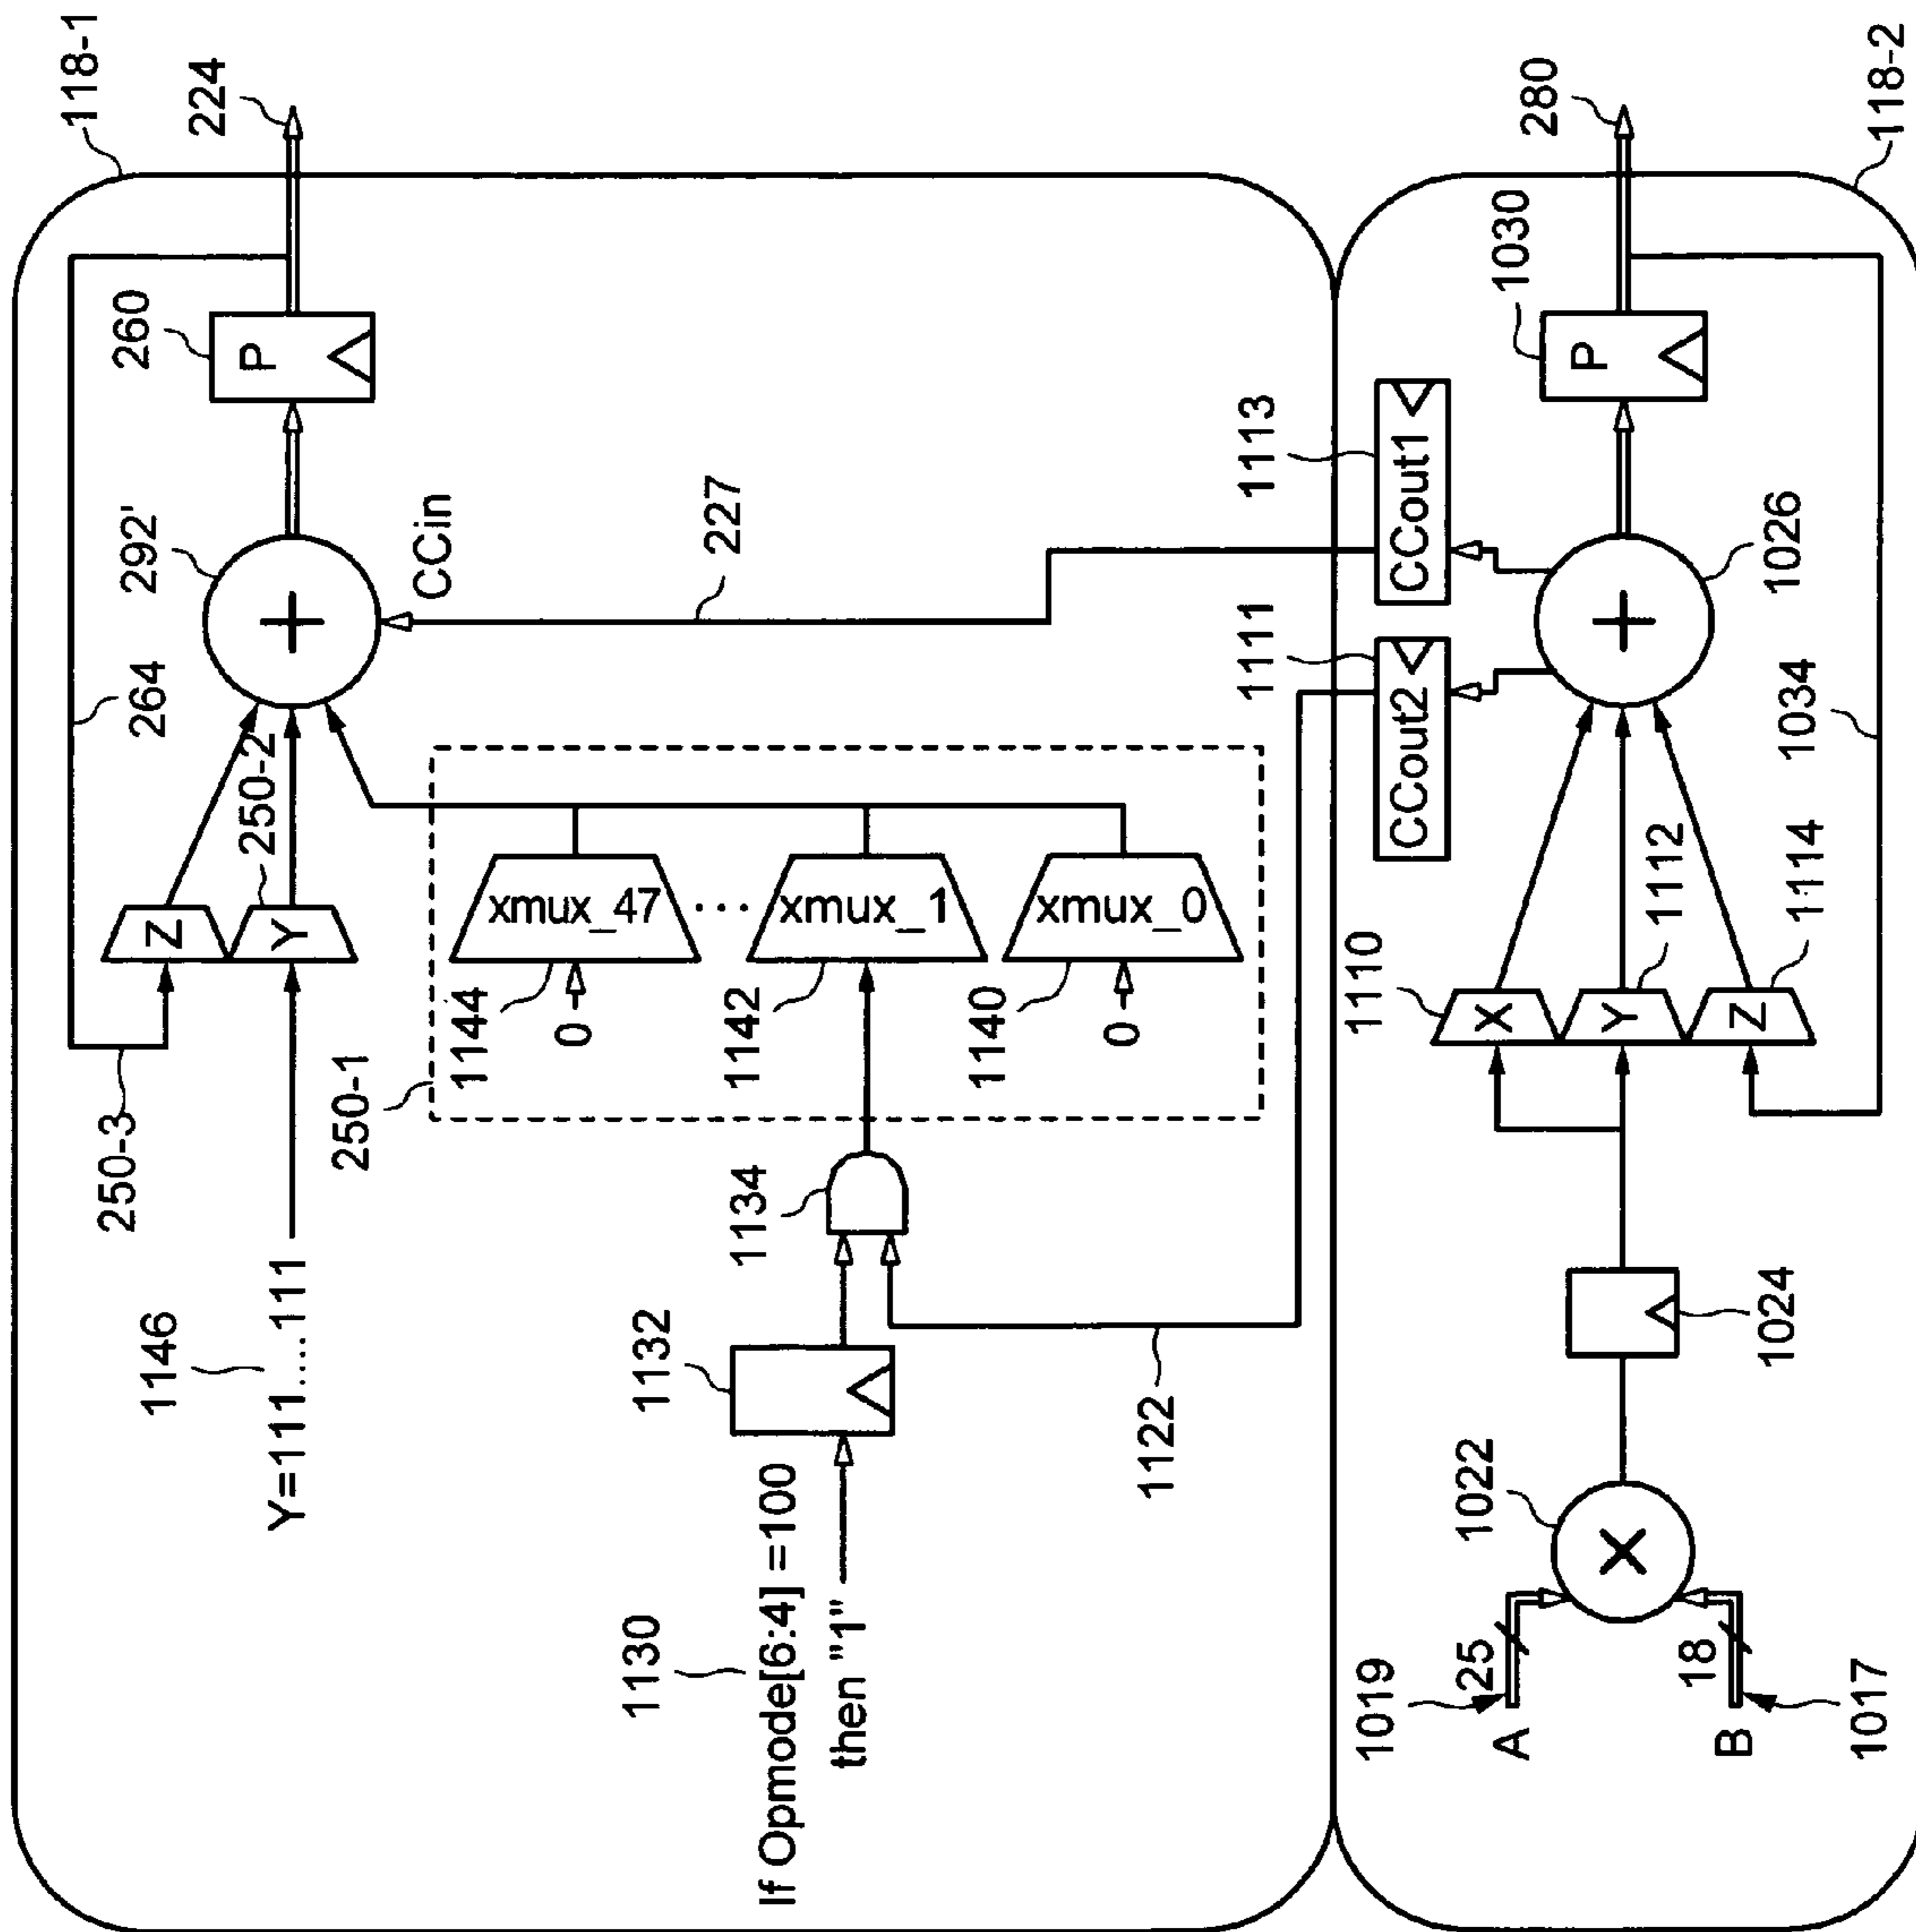 118-1
224
260
P
292'
+
CCin
264
227
250-2
Z
Y
250-3
Y=111.....111
1146
250-1
1144
xmux_47
0
...
1142
xmux_1
1140
xmux_0
0
1134
1132
1130
If Opmode[6:4] =100
then "1"
1122
1113
CCout1
1111
CCout2
118-2
280
1030
P
1026
+
1034
1110
X
Y
Z
1112
1114
1024
1022
×
1019
25
A
18
B
1017